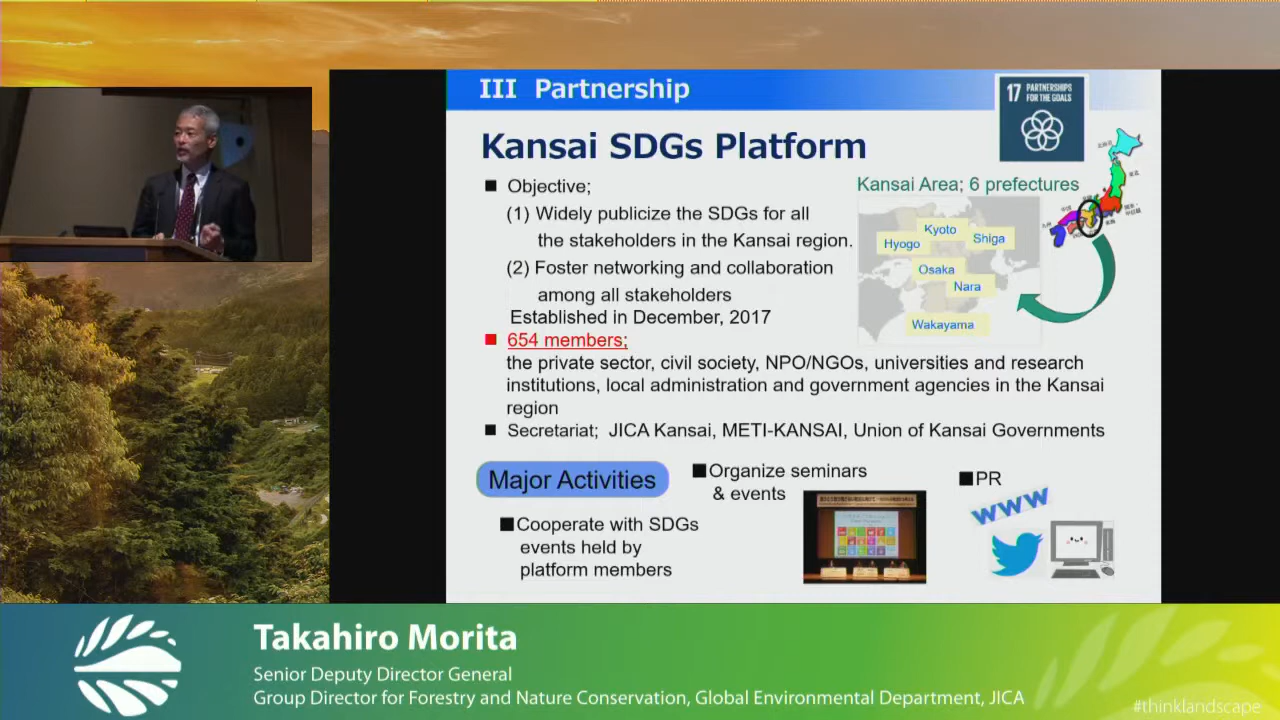 III Partnership
17 PARTNERSHIPS
FOR THE GOALS
Kansai SDGs Platform
■ Objective;
(1) Widely publicize the SDGs for all
the stakeholders in the Kansai region.
(2) Foster networking and collaboration
among all stakeholders
Established in December, 2017
■ 654 members;
the private sector, civil society, NPO/NGOs, universities and research
institutions, local administration and government agencies in the Kansai
region
■ Secretariat; JICA Kansai, METI-KANSAI, Union of Kansai Governments
Kansai Area; 6 prefectures
Kyoto
Hyogo
Shiga
Osaka
Nara
Wakayama
Major Activities
■Cooperate with SDGs
events held by
platform members
■Organize seminars
& events
■PR
WWW
Takahiro Morita
Senior Deputy Director General
Group Director for Forestry and Nature Conservation, Global Environmental Department, JICA
#thinklandscape